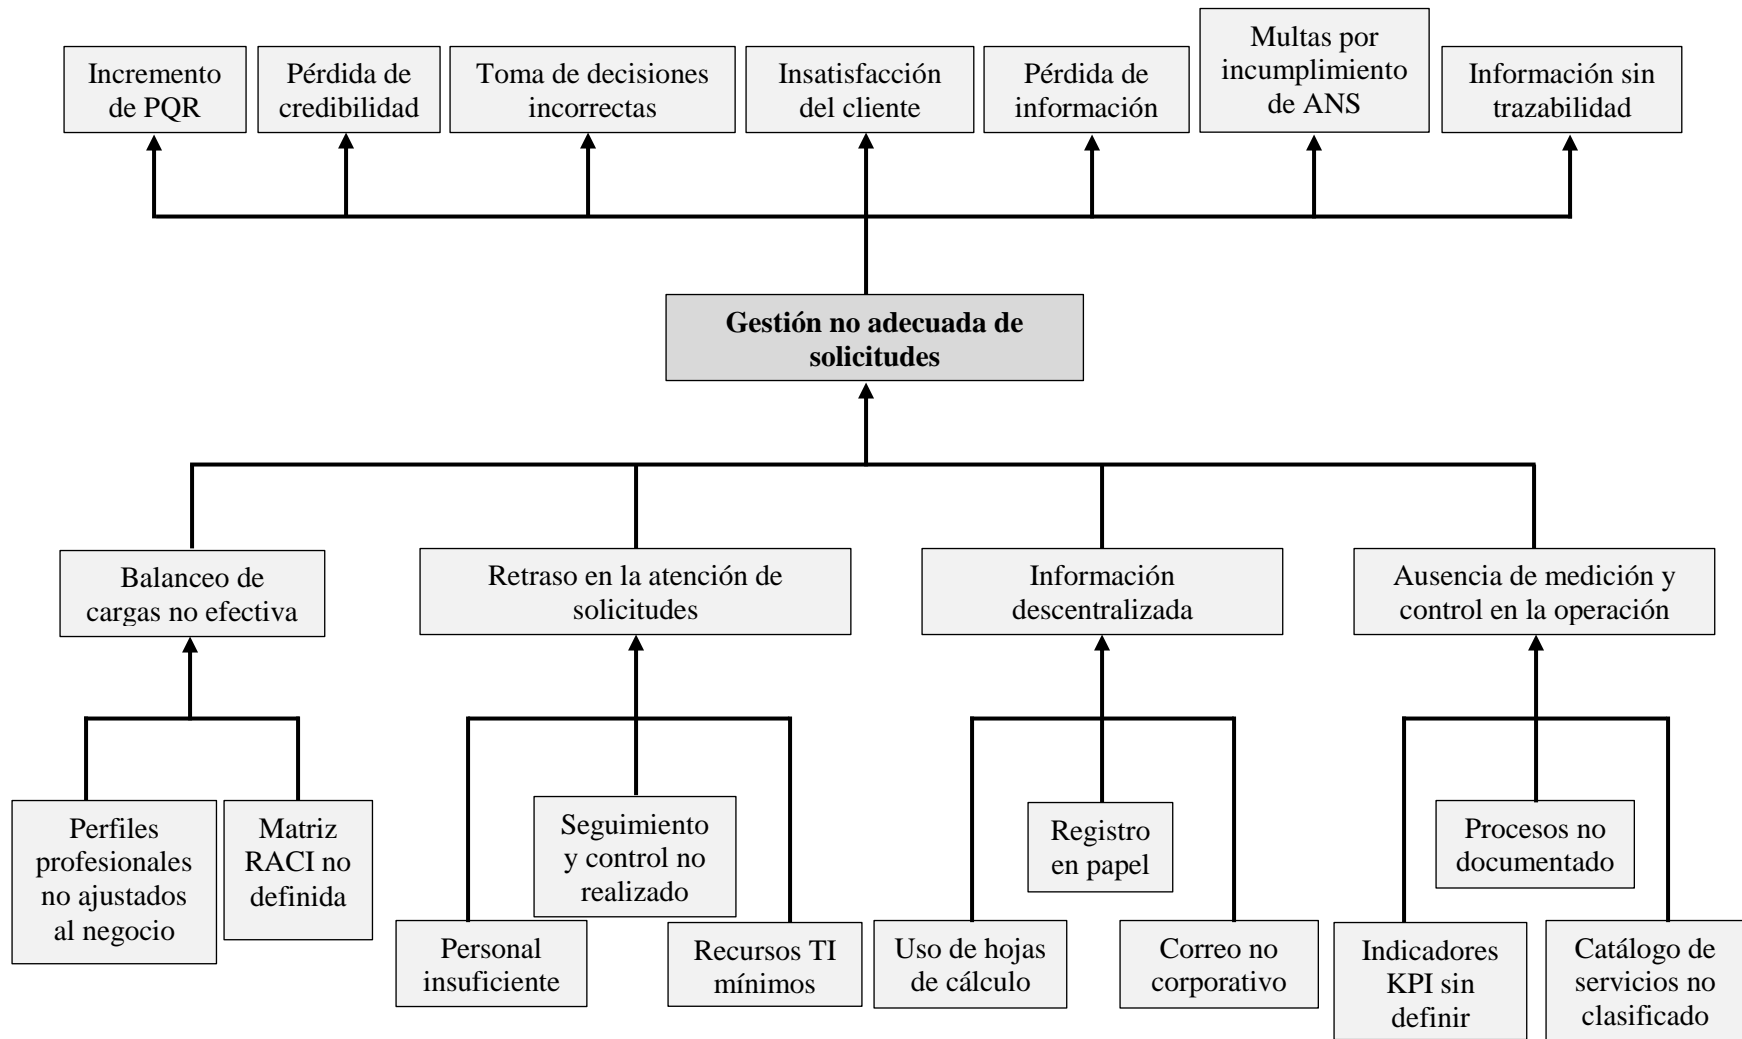 Incremento
de PQR
Pérdida de
credibilidad
Toma de decisiones
incorrectas
Insatisfacción
del cliente
Pérdida de
información
Multas por
incumplimiento
de ANS
Información sin
trazabilidad
Gestión no adecuada de
solicitudes
Balanceo de
cargas no efectiva
Retraso en la atención de
solicitudes
Información
descentralizada
Ausencia de medición y
control en la operación
Perfiles
profesionales
no ajustados
al negocio
Matriz
RACI no
definida
Personal
insuficiente
Seguimiento
y control no
realizado
Recursos TI
mínimos
Uso de hojas
de cálculo
Registro
en papel
Correo no
corporativo
Indicadores
KPI sin
definir
Procesos no
documentado
Catálogo de
servicios no
clasificado